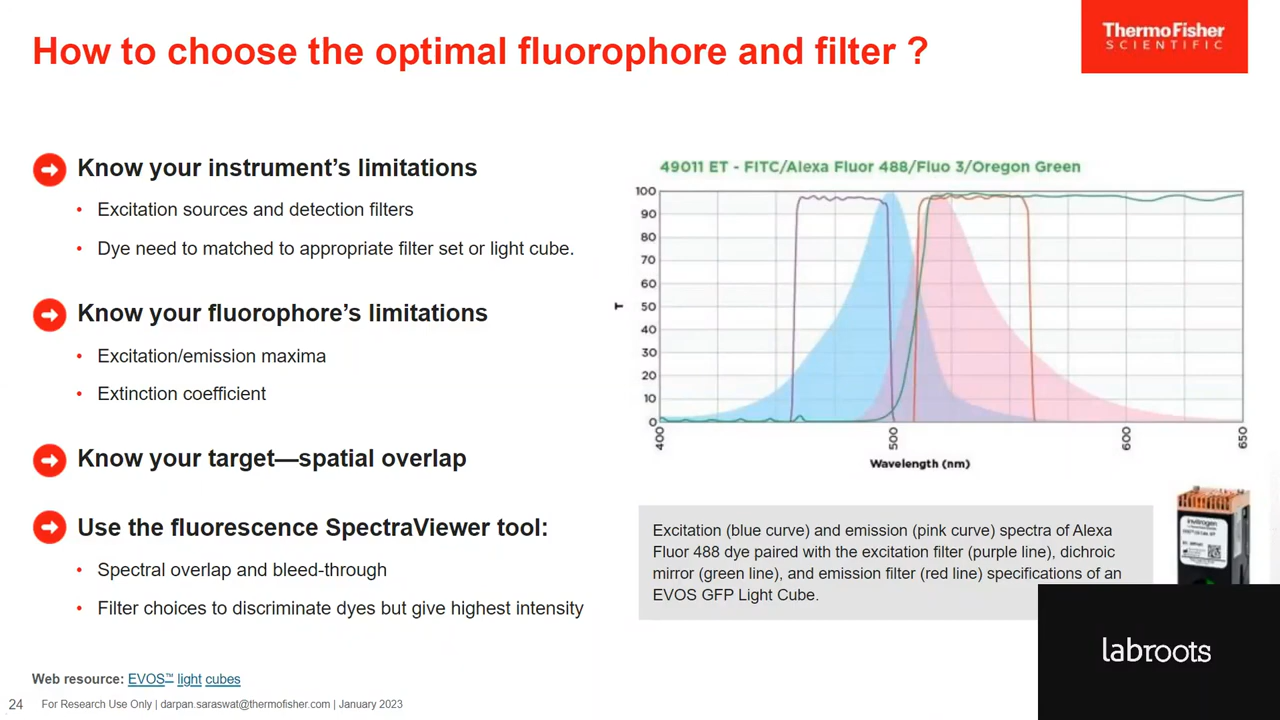 How to choose the optimal fluorophore and filter ?
ThermoFisher
SCIENTIFIC
Know your instrument’s limitations
• Excitation sources and detection filters
• Dye need to matched to appropriate filter set or light cube.
Know your fluorophore’s limitations
• Excitation/emission maxima
• Extinction coefficient
Know your target—spatial overlap
Use the fluorescence SpectraViewer tool:
• Spectral overlap and bleed-through
• Filter choices to discriminate dyes but give highest intensity
49011 ET - FITC/Alexa Fluor 488/Fluo 3/Oregon Green
100
90
80
70
60
50
40
30
20
10
0
T
400
500
600
650
Wavelength (nm)
Excitation (blue curve) and emission (pink curve) spectra of Alexa
Fluor 488 dye paired with the excitation filter (purple line), dichroic
mirror (green line), and emission filter (red line) specifications of an
EVOS GFP Light Cube.
invitrogen
labroots
Web resource: EVOS™ light cubes
24 For Research Use Only | darpan.saraswat@thermofisher.com | January 2023